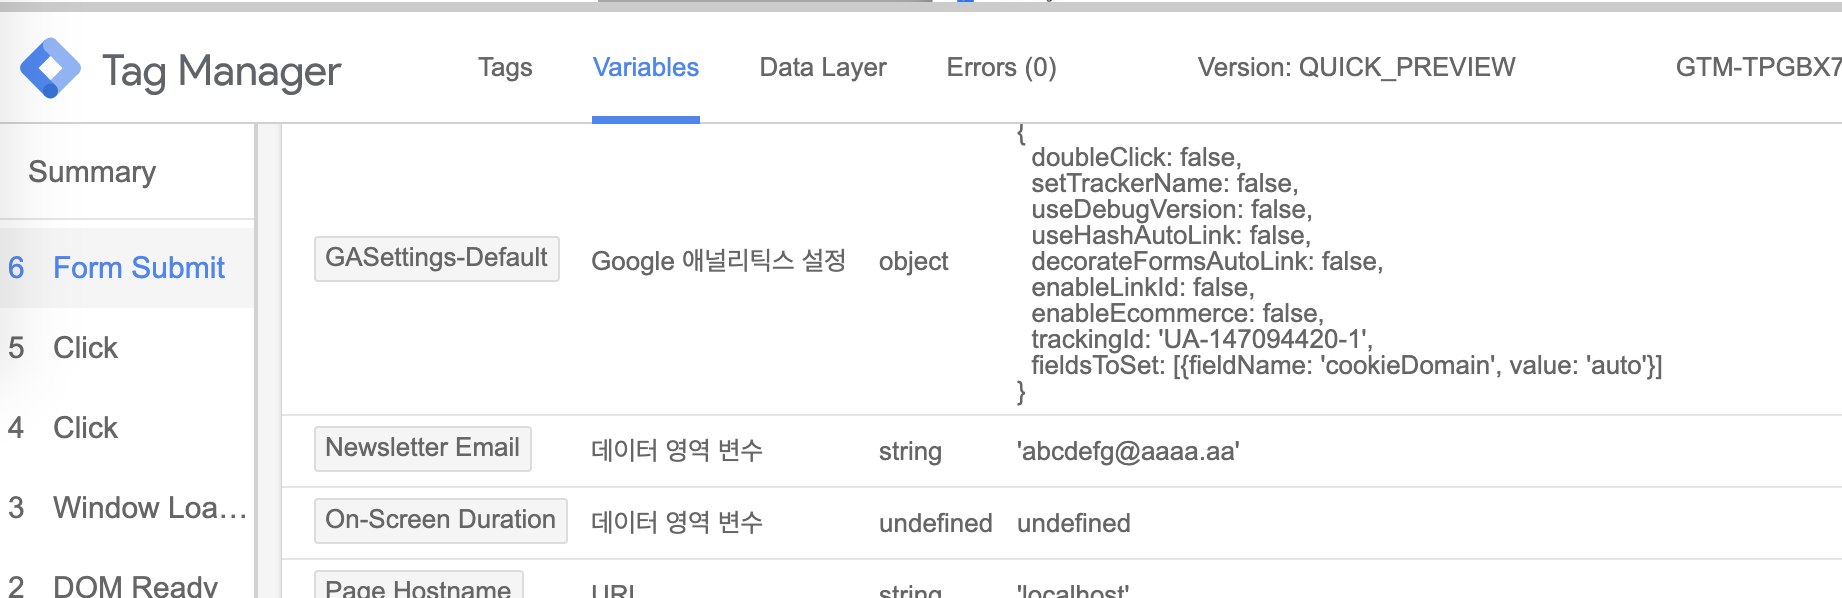 Tag Manager
Tags Variables Data Layer Errors (0) Version: QUICK_PREVIEW GTM-TPGBX7
Summary
6 Form Submit
5 Click
4 Click
3 Window Loa...
2 DOM Ready
GASettings-Default Google 애널리틱스 설정 object
{
doubleClick: false,
setTrackerName: false,
useDebugVersion: false,
useHashAutoLink: false,
decorateFormsAutoLink: false,
enableLinkId: false,
enableEcommerce: false,
trackingId: 'UA-147094420-1',
fieldsToSet: [{fieldName: 'cookieDomain', value: 'auto'}]
}
Newsletter Email 데이터 영역 변수 string 'abcdefg@aaaa.aa'
On-Screen Duration 데이터 영역 변수 undefined undefined
Page Hostname URL string 'localhost'